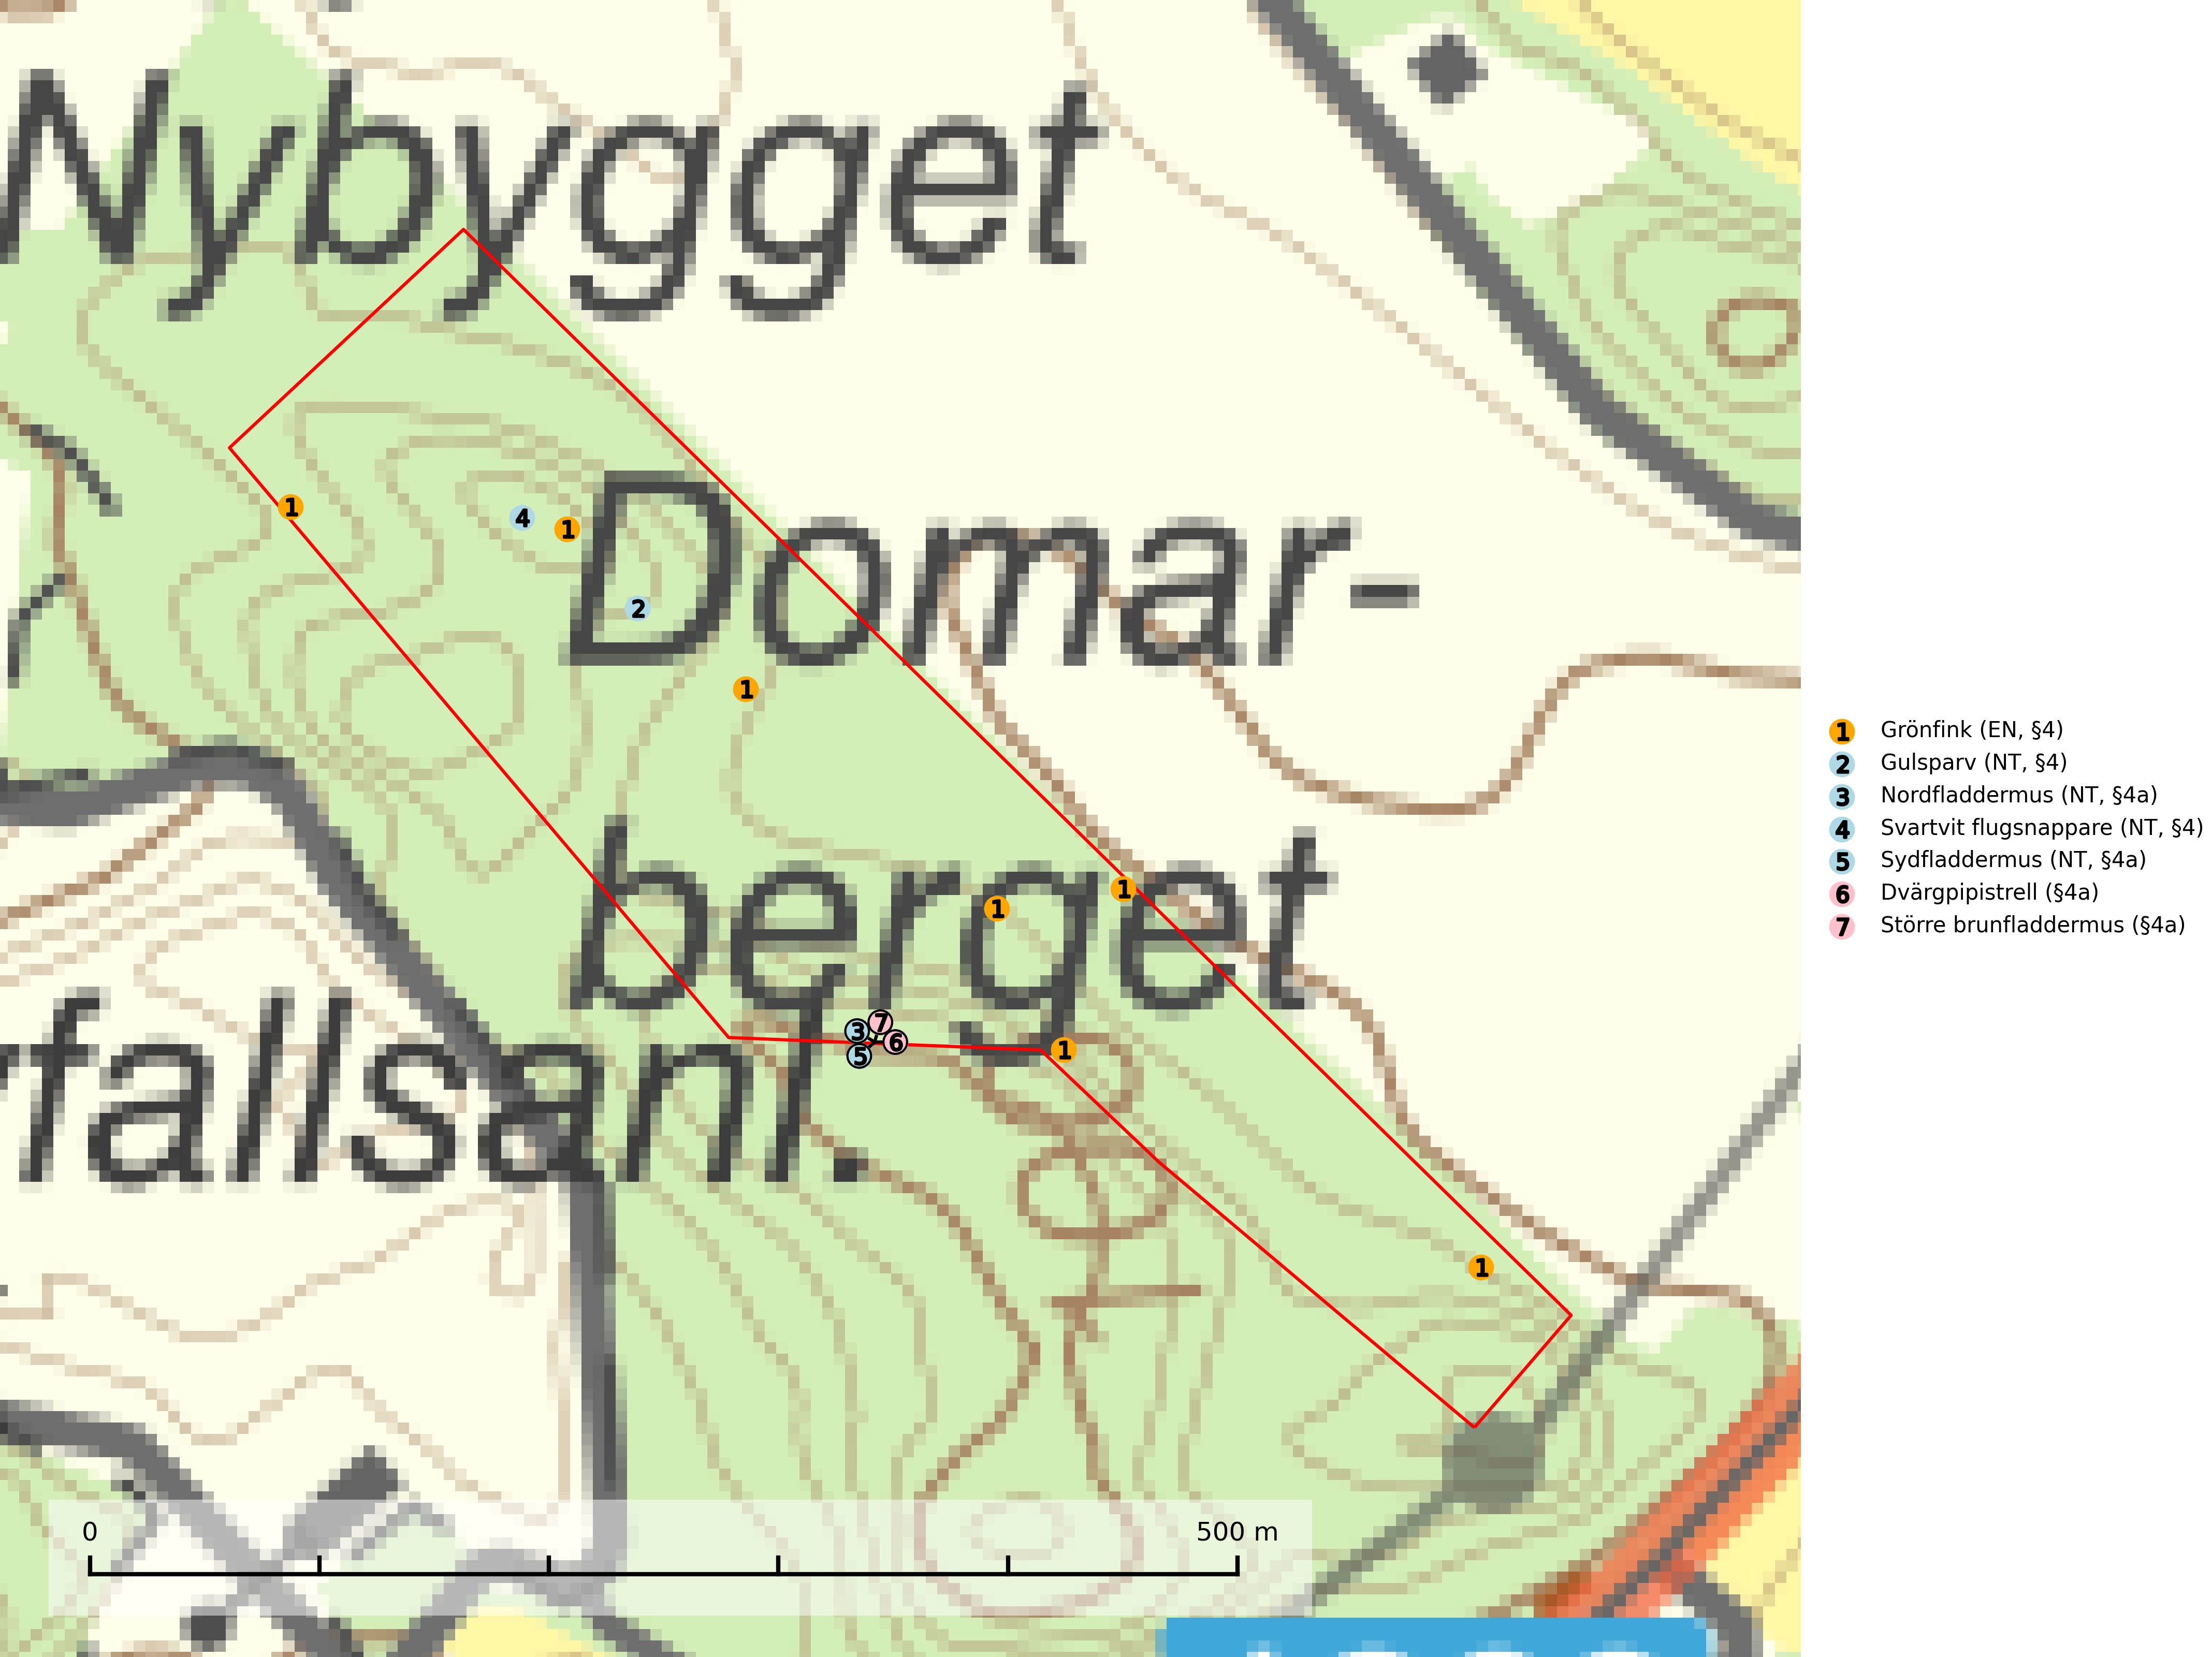 Nybygget
Domar-
berget
fallsanl.
1
4
1
2
1
1
1
3
7
6
5
1
1
0
500 m
1 Grönfink (EN, §4)
2 Gulsparv (NT, §4)
3 Nordfladdermus (NT, §4a)
4 Svartvit flugsnappare (NT, §4)
5 Sydfladdermus (NT, §4a)
6 Dvärgpipistrell (§4a)
7 Större brunfladdermus (§4a)